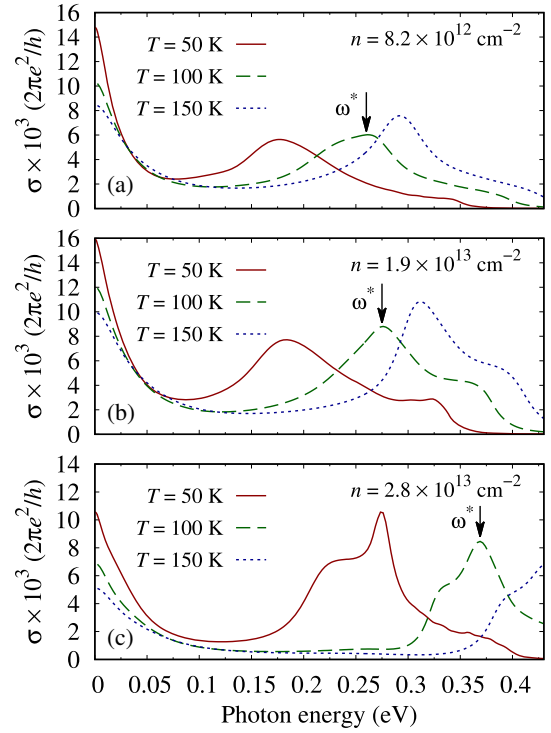 16
14
12
10
8
6
4
2
0
σ × 10³ (2πe²/h)
T = 50 K
T = 100 K
T = 150 K
n = 8.2 × 10¹² cm⁻²
ω*
(a)
16
14
12
10
8
6
4
2
0
σ × 10³ (2πe²/h)
T = 50 K
T = 100 K
T = 150 K
n = 1.9 × 10¹³ cm⁻²
ω*
(b)
14
12
10
8
6
4
2
0
σ × 10³ (2πe²/h)
T = 50 K
T = 100 K
T = 150 K
n = 2.8 × 10¹³ cm⁻²
ω*
(c)
0 0.05 0.1 0.15 0.2 0.25 0.3 0.35 0.4
Photon energy (eV)